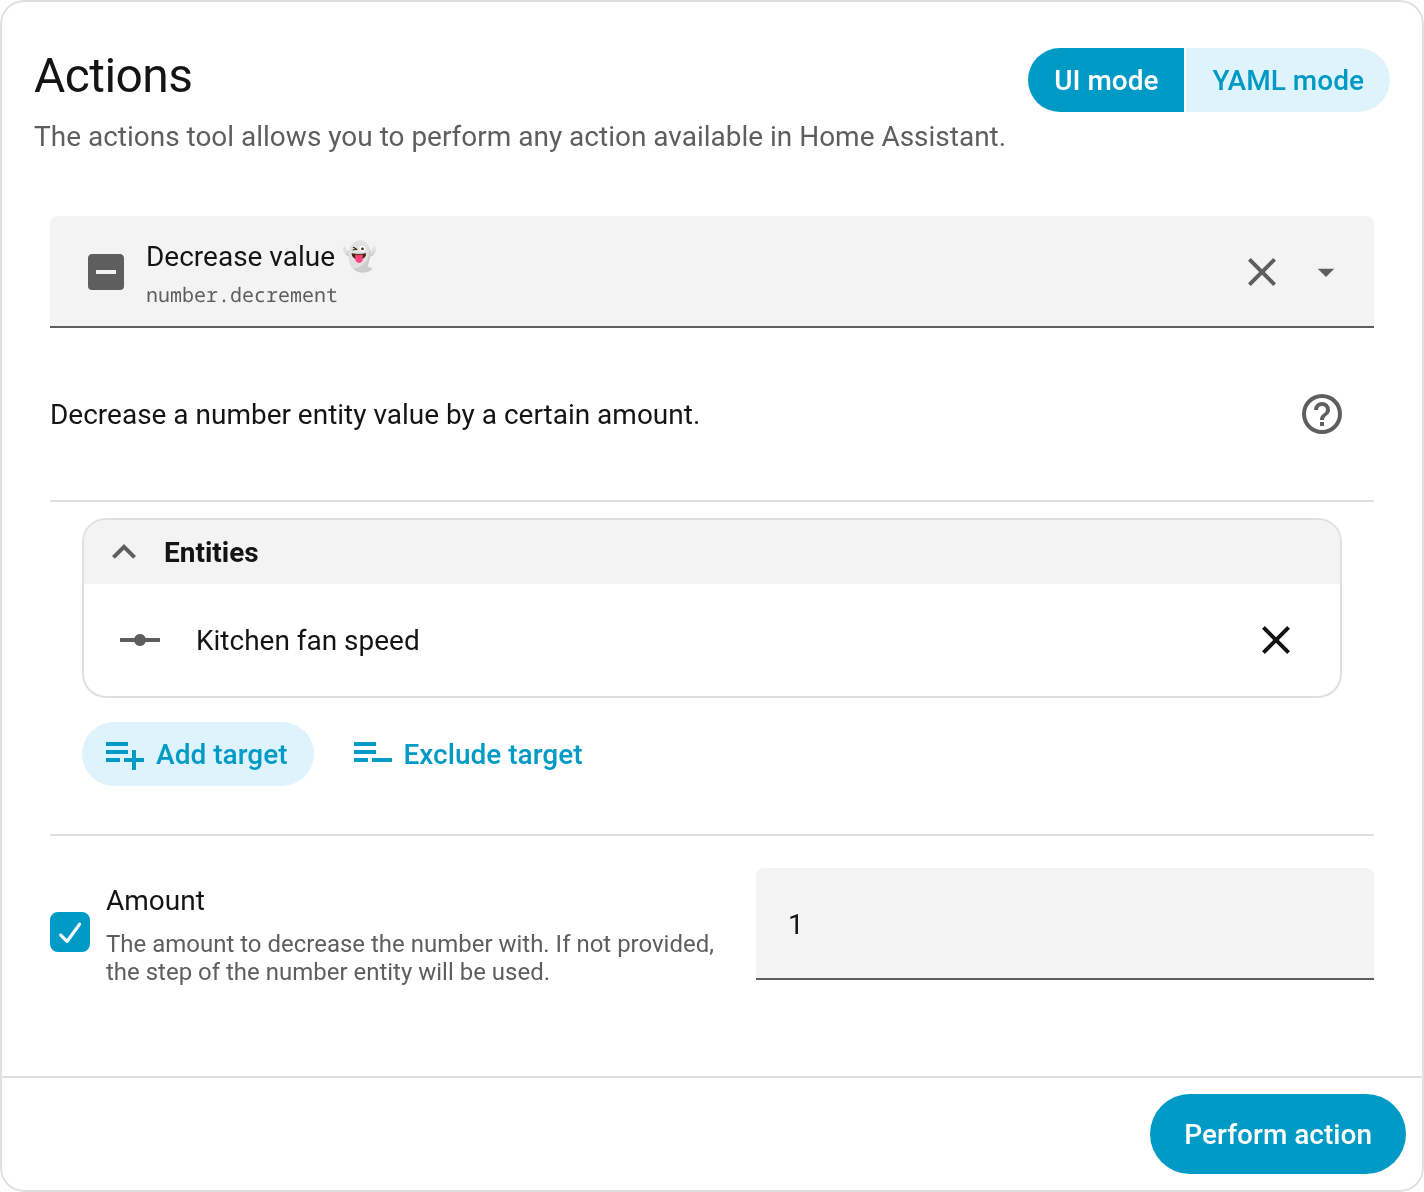 Actions
UI mode
YAML mode
The actions tool allows you to perform any action available in Home Assistant.
Decrease value 👻
number.decrement
Decrease a number entity value by a certain amount.
Entities
Kitchen fan speed
Add target
Exclude target
Amount
The amount to decrease the number with. If not provided,
the step of the number entity will be used.
1
Perform action